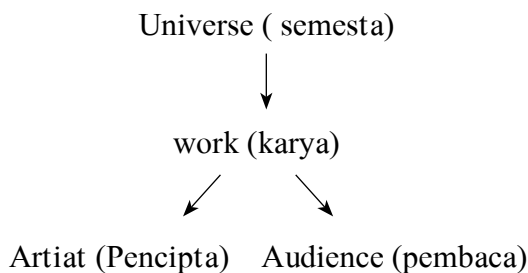 Universe ( semesta)
work (karya)
Artiat (Pencipta) Audience (pembaca)